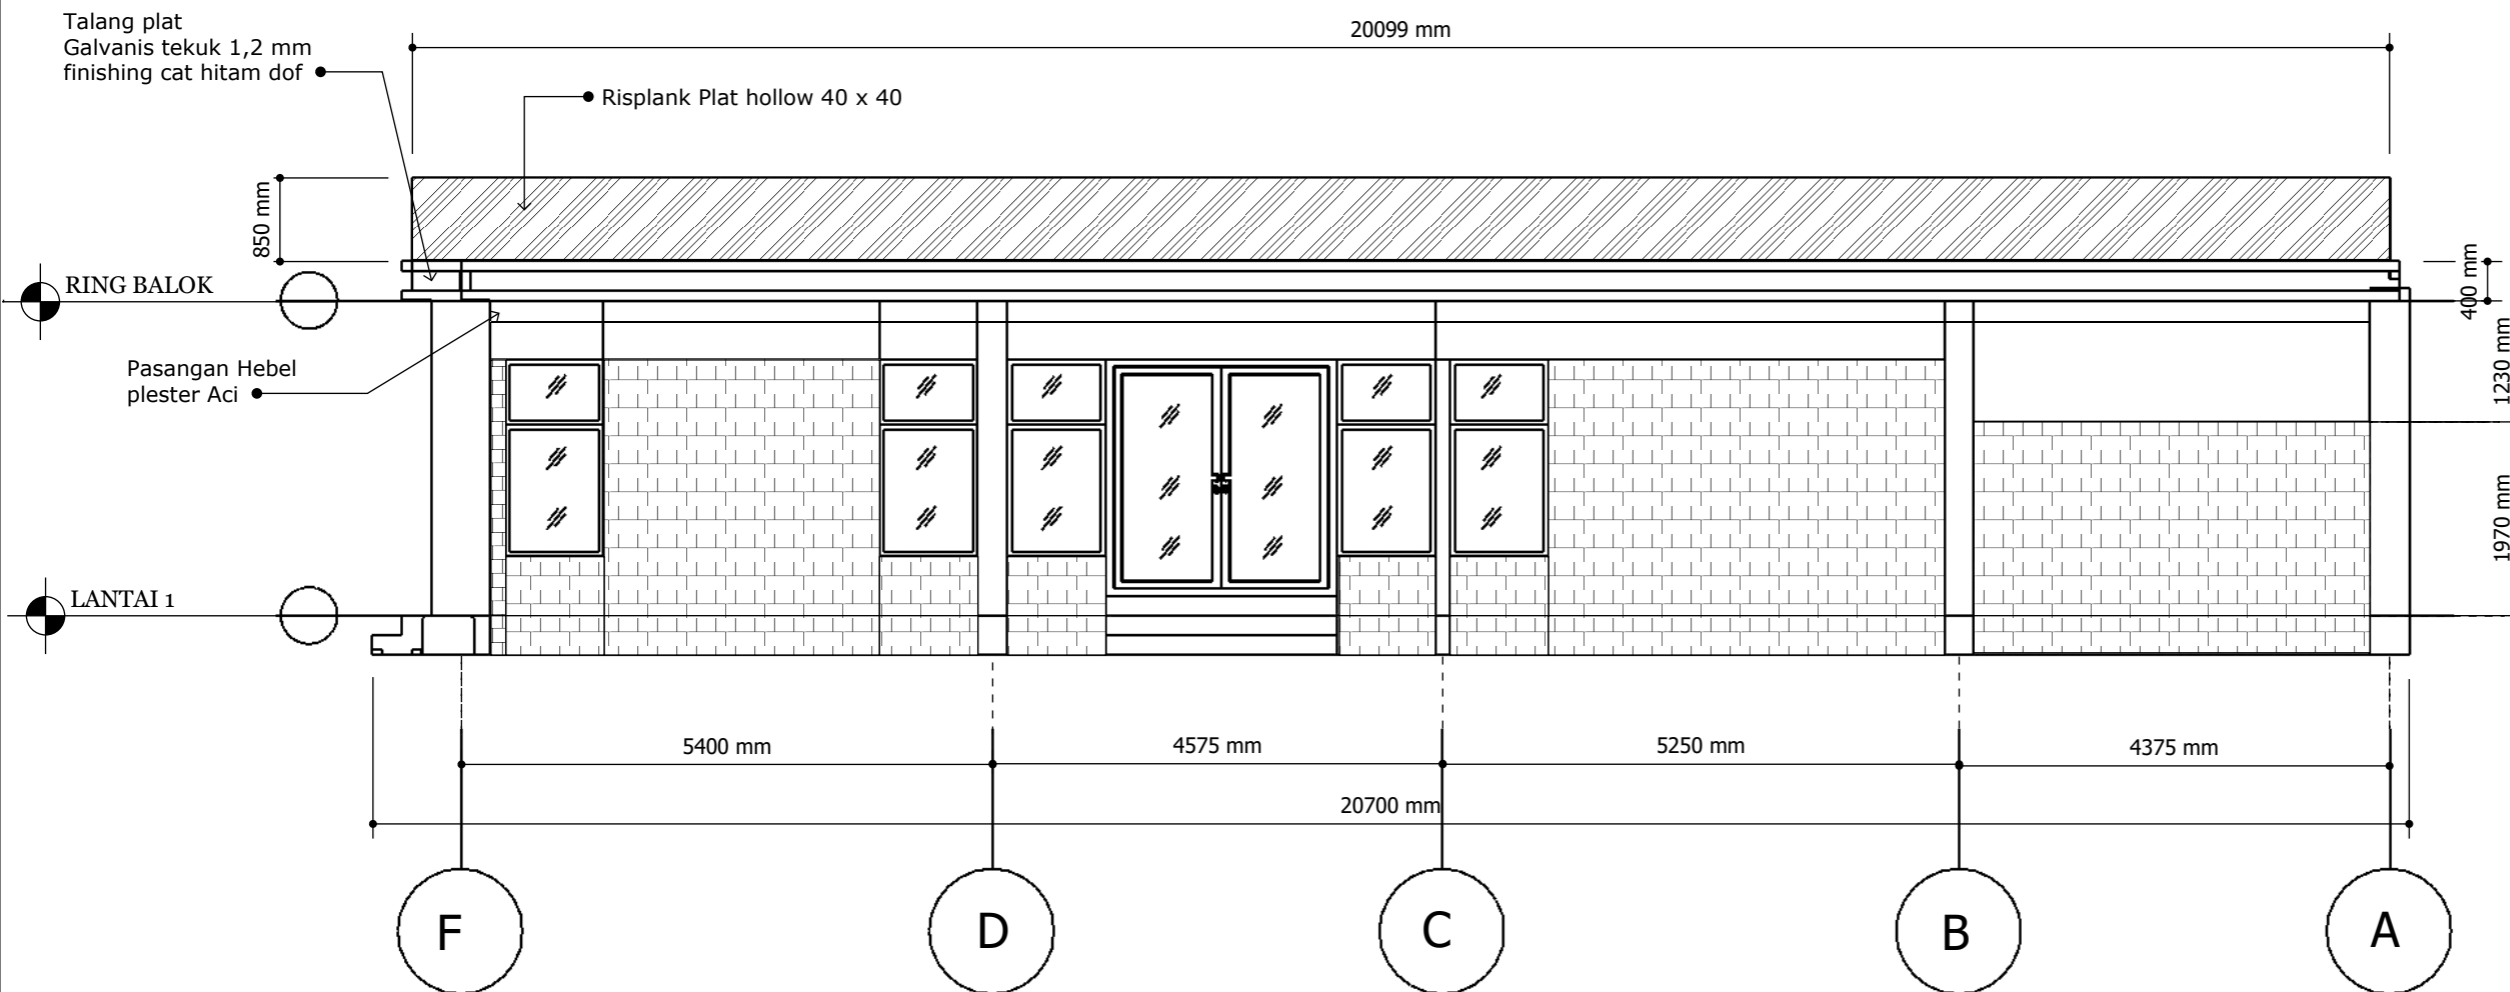 Talang plat
Galvanis tekuk 1,2 mm
finishing cat hitam dof
20099 mm
Risplank Plat hollow 40 x 40
850 mm
RING BALOK
400 mm
Pasangan Hebel
plester Aci
1230 mm
1970 mm
LANTAI 1
5400 mm
4575 mm
5250 mm
4375 mm
20700 mm
F
D
C
B
A